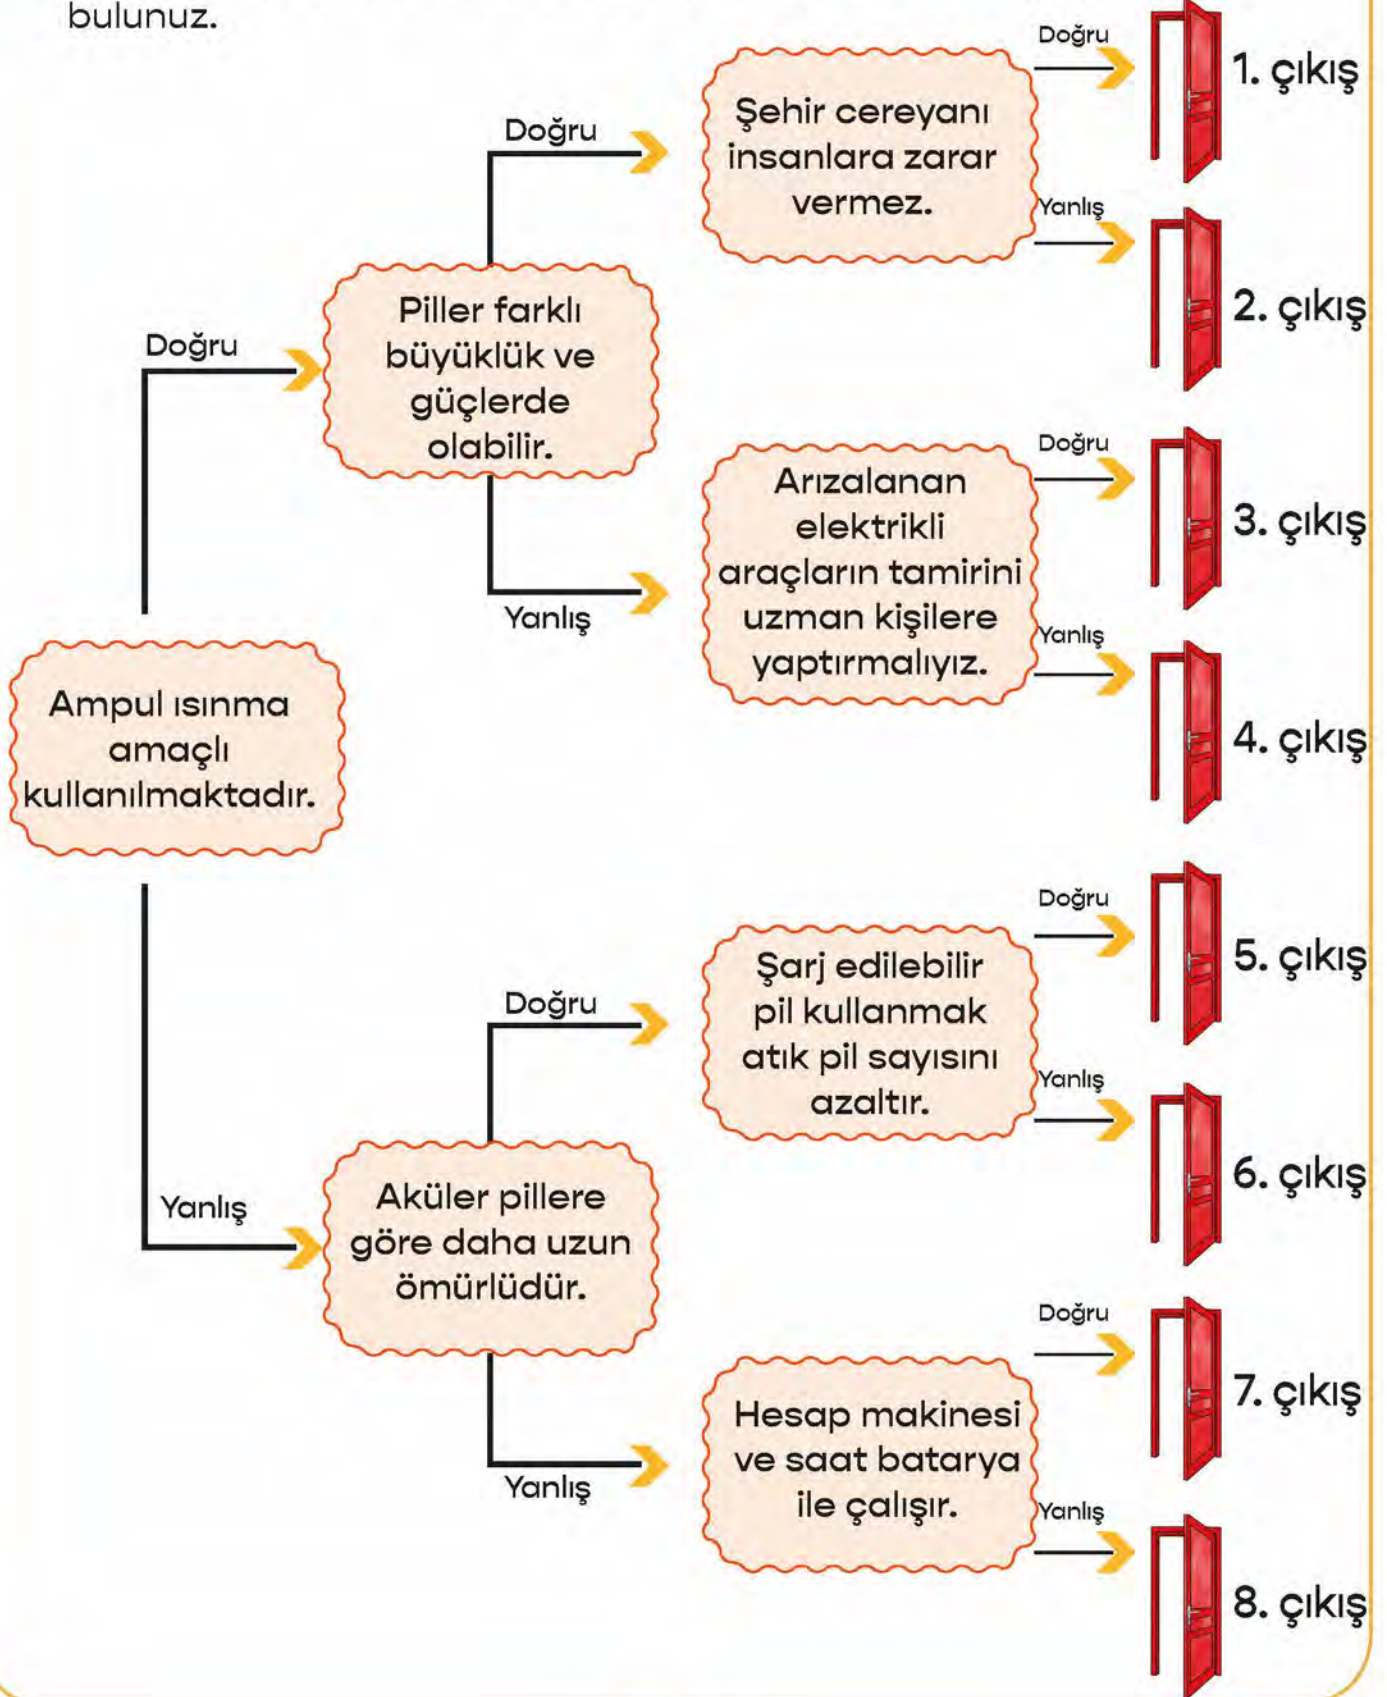 bulunuz.
Doğru
1. çıkış
Şehir cereyanı
insanlara zarar
vermez.
Doğru
Yanlış
2. çıkış
Piller farklı
büyüklük ve
güçlerde
olabilir.
Doğru
Doğru
3. çıkış
Arızalanan
elektrikli
araçların tamirini
uzman kişilere
yaptırmalıyız.
Yanlış
Yanlış
4. çıkış
Ampul ısınma
amaçlı
kullanılmaktadır.
Doğru
5. çıkış
Şarj edilebilir
pil kullanmak
atık pil sayısını
azaltır.
Doğru
Yanlış
6. çıkış
Yanlış
Aküler pillere
göre daha uzun
ömürlüdür.
Doğru
7. çıkış
Hesap makinesi
ve saat batarya
ile çalışır.
Yanlış
Yanlış
8. çıkış